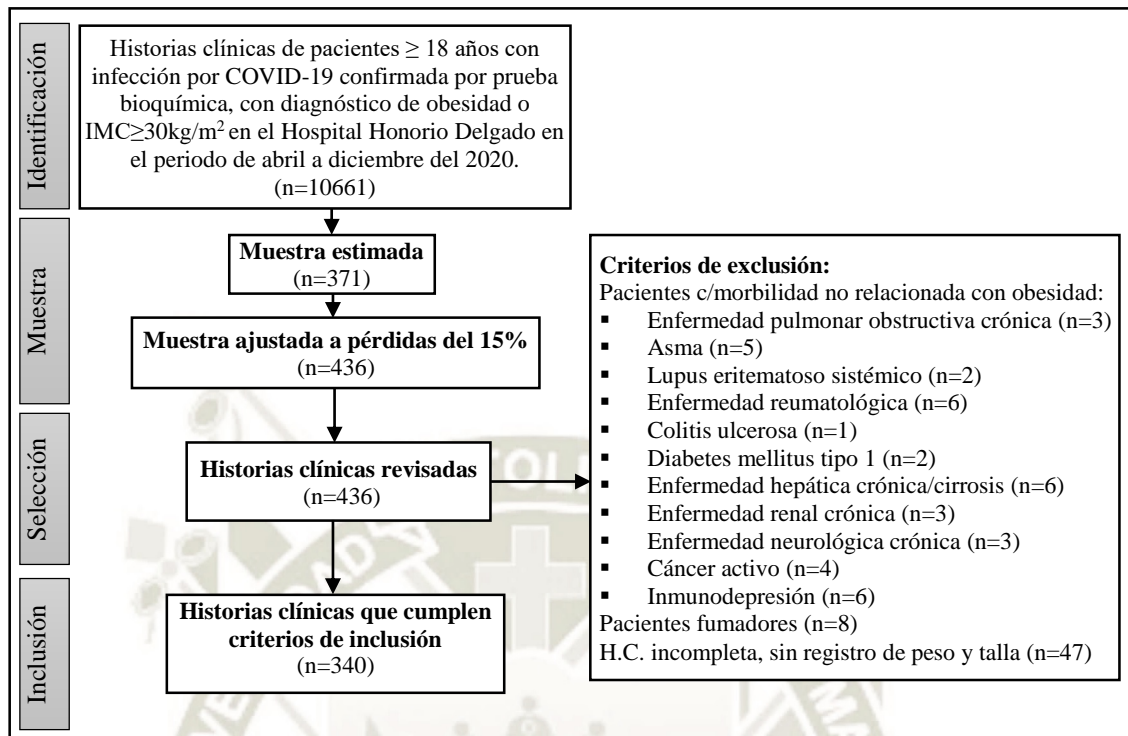 Identificación
Historias clínicas de pacientes ≥ 18 años con
infección por COVID-19 confirmada por prueba
bioquímica, con diagnóstico de obesidad o
IMC≥30kg/m² en el Hospital Honorio Delgado en
el periodo de abril a diciembre del 2020.
(n=10661)
Muestra
Muestra estimada
(n=371)
Muestra ajustada a pérdidas del 15%
(n=436)
Selección
Historias clínicas revisadas
(n=436)
Criterios de exclusión:
Pacientes c/morbilidad no relacionada con obesidad:
▪ Enfermedad pulmonar obstructiva crónica (n=3)
▪ Asma (n=5)
▪ Lupus eritematoso sistémico (n=2)
▪ Enfermedad reumatológica (n=6)
▪ Colitis ulcerosa (n=1)
▪ Diabetes mellitus tipo 1 (n=2)
▪ Enfermedad hepática crónica/cirrosis (n=6)
▪ Enfermedad renal crónica (n=3)
▪ Enfermedad neurológica crónica (n=3)
▪ Cáncer activo (n=4)
▪ Inmunodepresión (n=6)
Pacientes fumadores (n=8)
H.C. incompleta, sin registro de peso y talla (n=47)
Inclusión
Historias clínicas que cumplen
criterios de inclusión
(n=340)